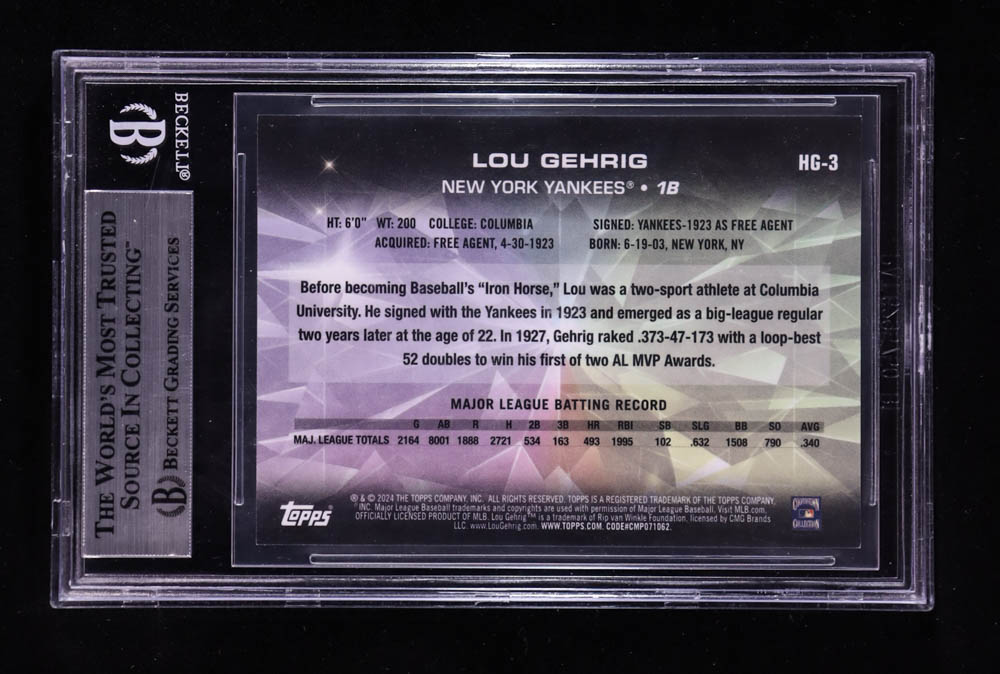 BECKETT®
B
THE WORLD'S MOST TRUSTED
SOURCE IN COLLECTING™
B BECKETT GRADING SERVICES
LOU GEHRIG
HG-3
NEW YORK YANKEES® • 1B
HT: 6'0" WT: 200 COLLEGE: COLUMBIA SIGNED: YANKEES-1923 AS FREE AGENT
ACQUIRED: FREE AGENT, 4-30-1923 BORN: 6-19-03, NEW YORK, NY
Before becoming Baseball's “Iron Horse,” Lou was a two-sport athlete at Columbia
University. He signed with the Yankees in 1923 and emerged as a big-league regular
two years later at the age of 22. In 1927, Gehrig raked .373-47-173 with a loop-best
52 doubles to win his first of two AL MVP Awards.
MAJOR LEAGUE BATTING RECORD
G AB R H 2B 3B HR RBI SB SLG BB SO AVG
MAJ. LEAGUE TOTALS 2164 8001 1888 2721 534 163 493 1995 102 .632 1508 790 .340
Topps
® & © 2024 THE TOPPS COMPANY, INC. ALL RIGHTS RESERVED. TOPPS IS A REGISTERED TRADEMARK OF THE TOPPS COMPANY,
INC. Major League Baseball trademarks and copyrights are used with permission of Major League Baseball. Visit MLB.com.
OFFICIALLY LICENSED PRODUCT OF MLB. Lou Gehrig™ is a trademark of Rip van Winkle Foundation, licensed by CMG Brands
LLC. www.LouGehrig.com. WWW.TOPPS.COM. CODE#CMP071062.
COOPERSTOWN
COLLECTION